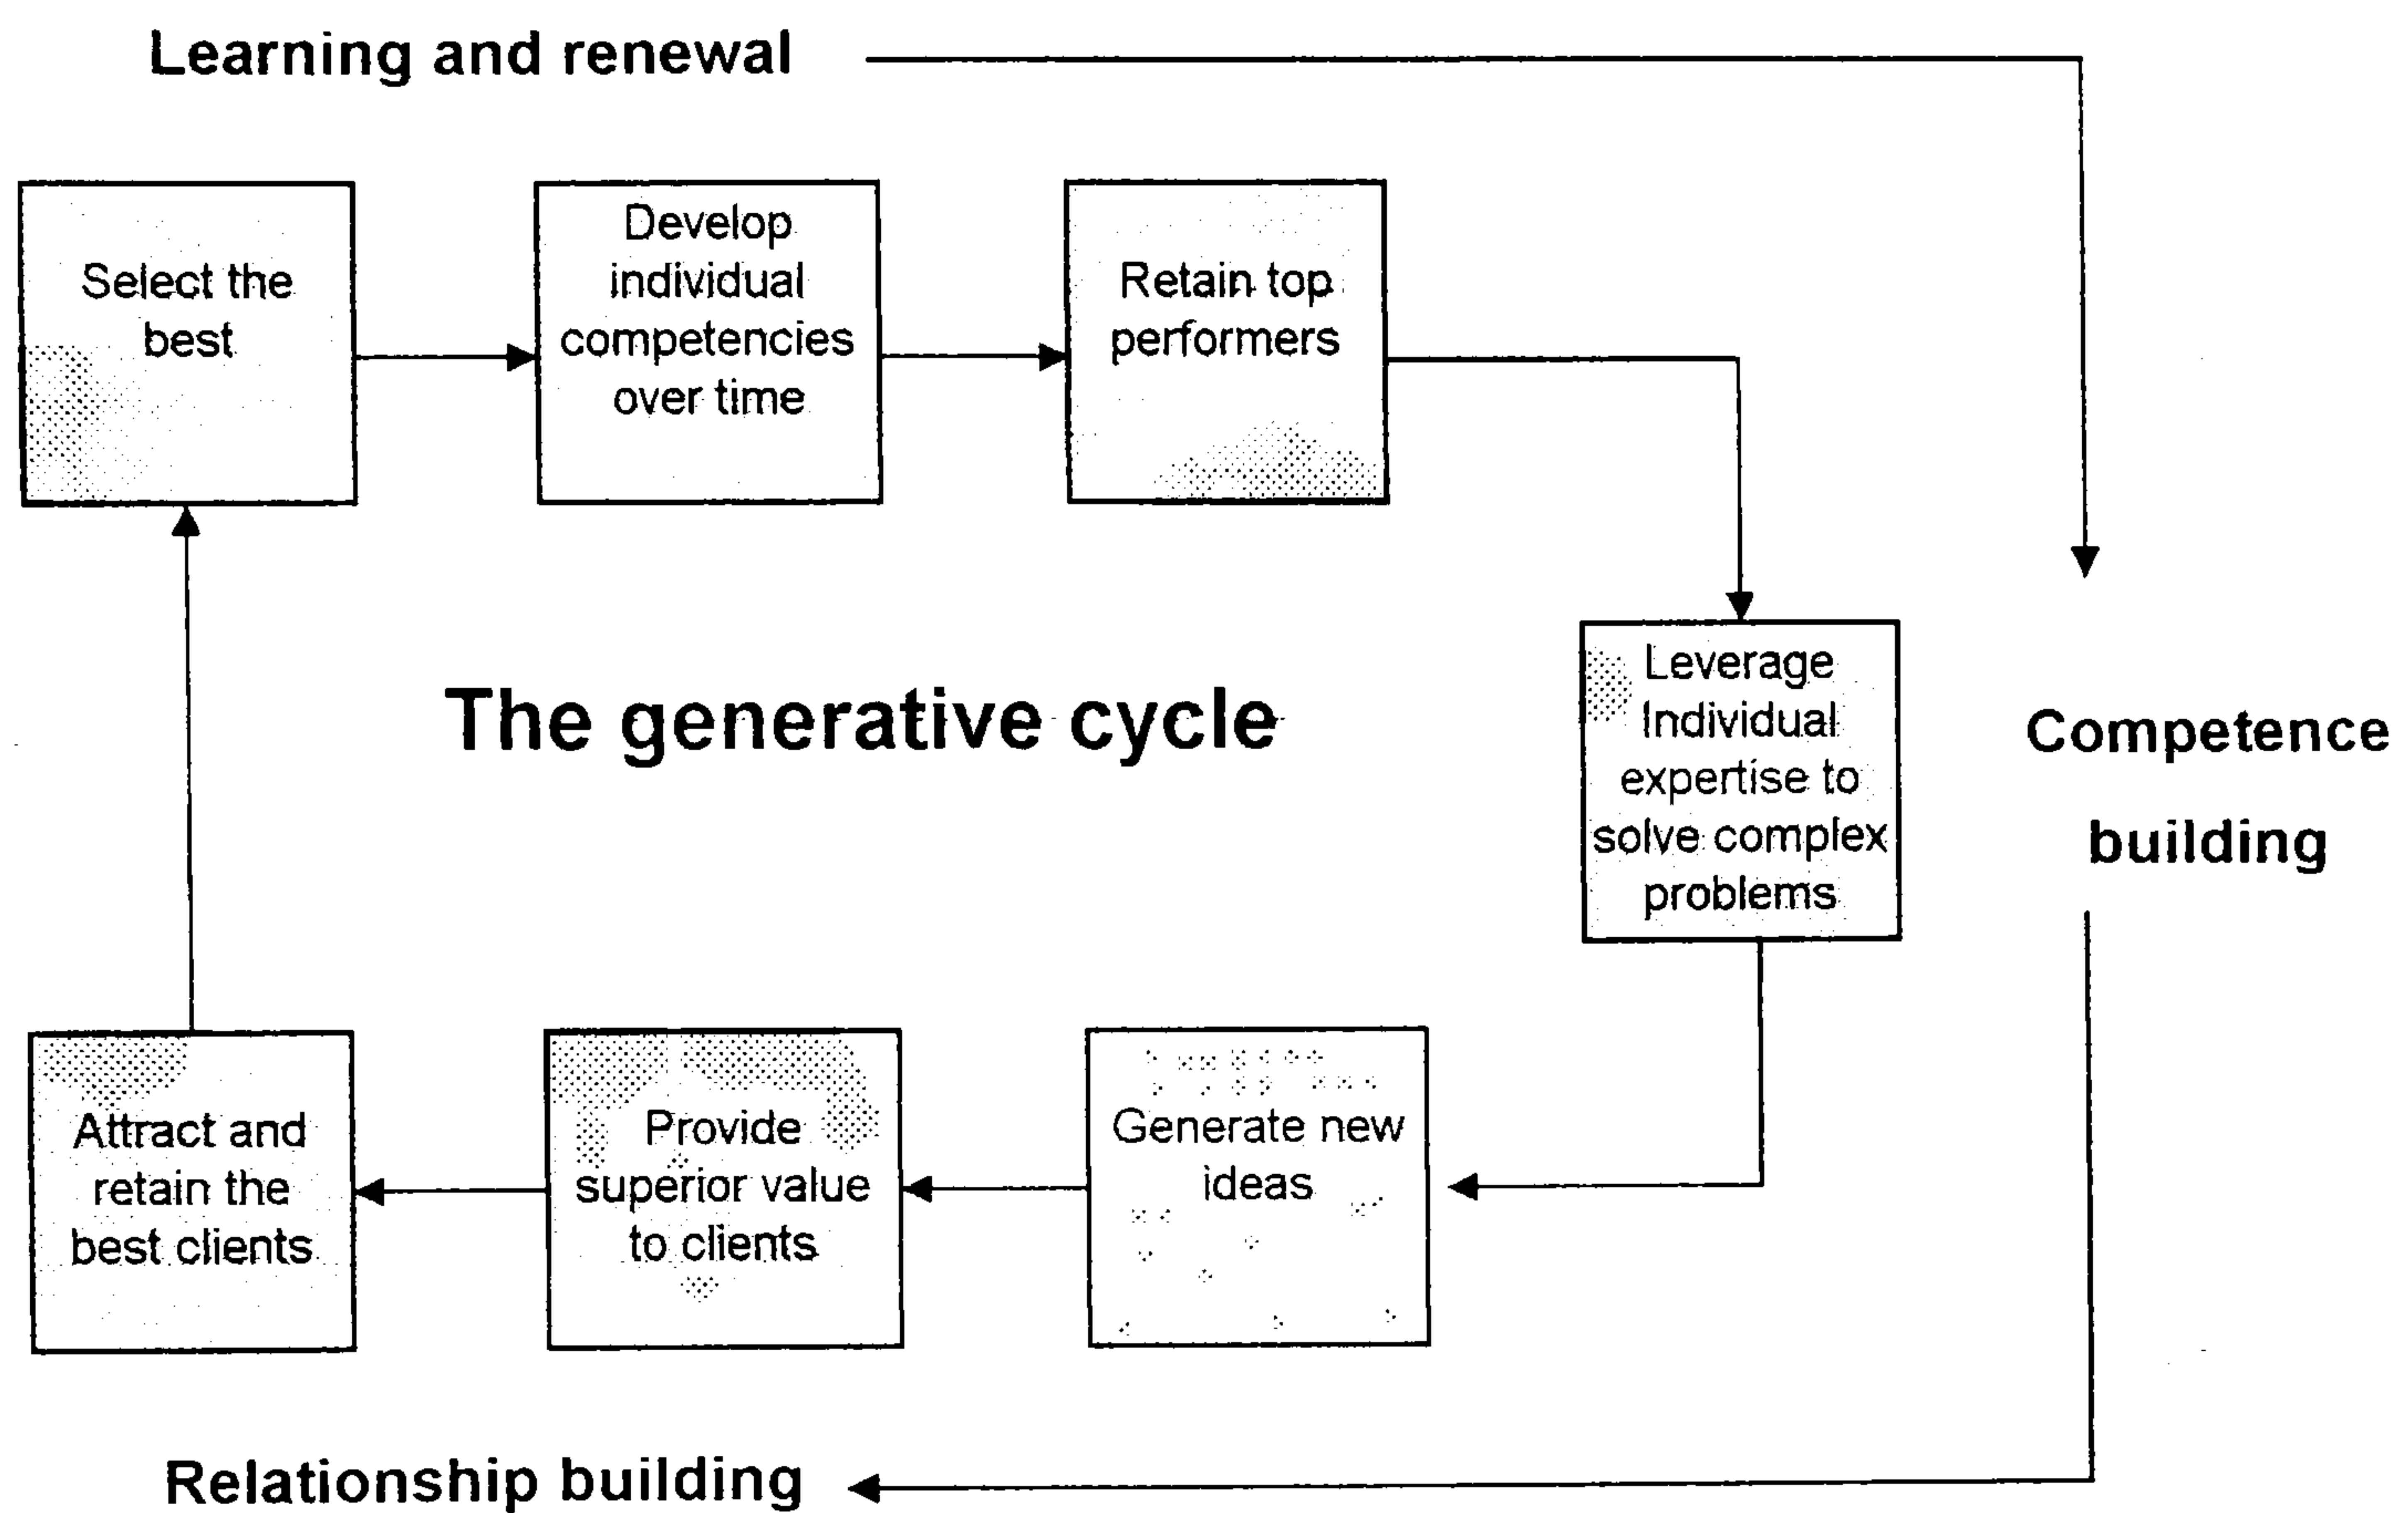 Learning and renewal
Select the
best
Develop
individual
competencies
over time
Retain top
performers
Leverage
Individual
expertise to
solve complex
problems
The generative cycle
Competence
building
Generate new
ideas
Provide
superior value
to clients
Attract and
retain the
best clients
Relationship building